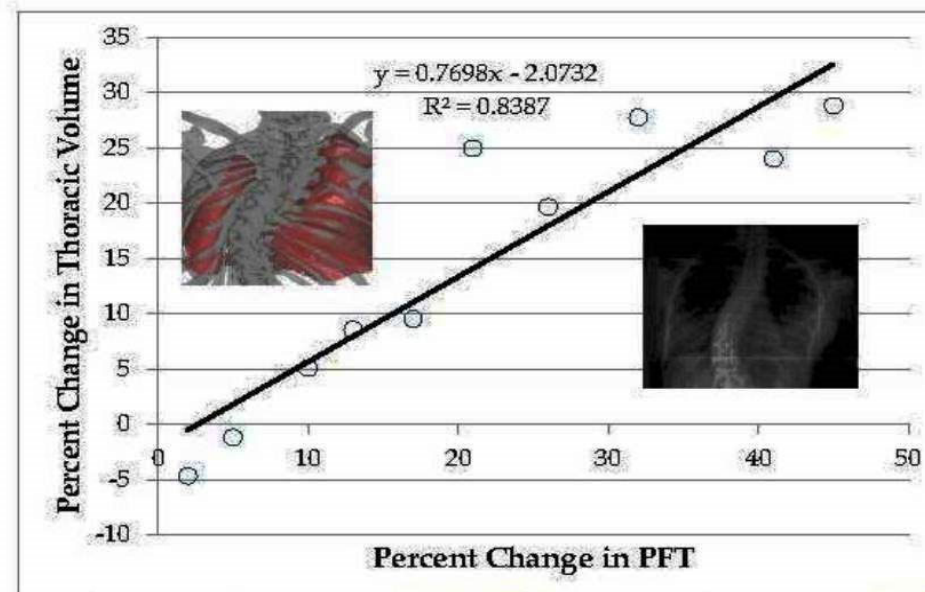 35
30
25
20
15
10
5
0
-5
-10
y = 0.7698x - 2.0732
R² = 0.8387
0 10 20 30 40 50
Percent Change in Thoracic Volume
Percent Change in PFT